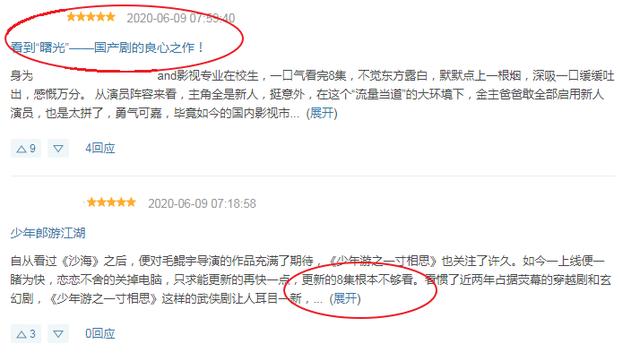 ★★★★★ 2020-06-09 07:53:40
看到“曙光”——国产剧的良心之作！
身为 and影视专业在校生，一口气看完8集，不觉东方露白，默默点上一根烟，深吸一口缓缓吐
出，感慨万分。 从演员阵容来看，主角全是新人，挺意外，在这个“流量当道”的大环境下，金主爸爸敢全部启用新人
演员，也是太拼了，勇气可嘉，毕竟如今的国内影视市... (展开)
△ 9 ▽ 4回应
★★★★★ 2020-06-09 07:18:58
少年郎游江湖
自从看过《沙海》之后，便对毛鲲宇导演的作品充满了期待，《少年游之一寸相思》也关注了许久。如今一上线便一
睹为快，恋恋不舍的关掉电脑，只求能更新的再快一点，更新的8集根本不够看。看惯了近两年占据荧幕的穿越剧和玄
幻剧，《少年游之一寸相思》这样的武侠剧让人耳目一新，... (展开)
△ 3 ▽ 0回应